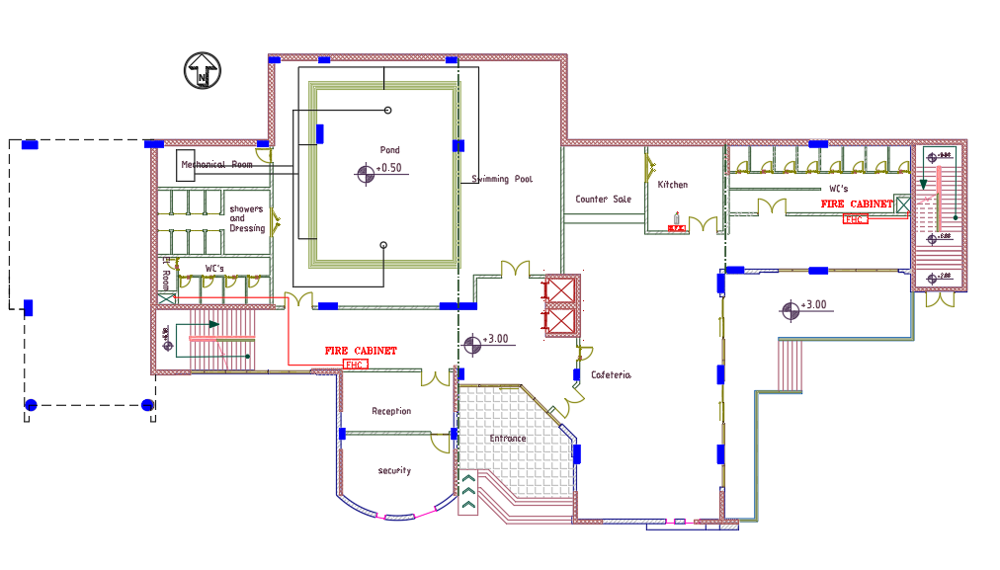 N
Pond
+0.50
Mechanical Room
Swimming Pool
Kitchen
WC's
Counter Sale
FIRE CABINET
FHC
showers
and
Dressing
WC's
Room
+3.00
+3.00
FIRE CABINET
FHC
Cafeteria
Reception
Entrance
security